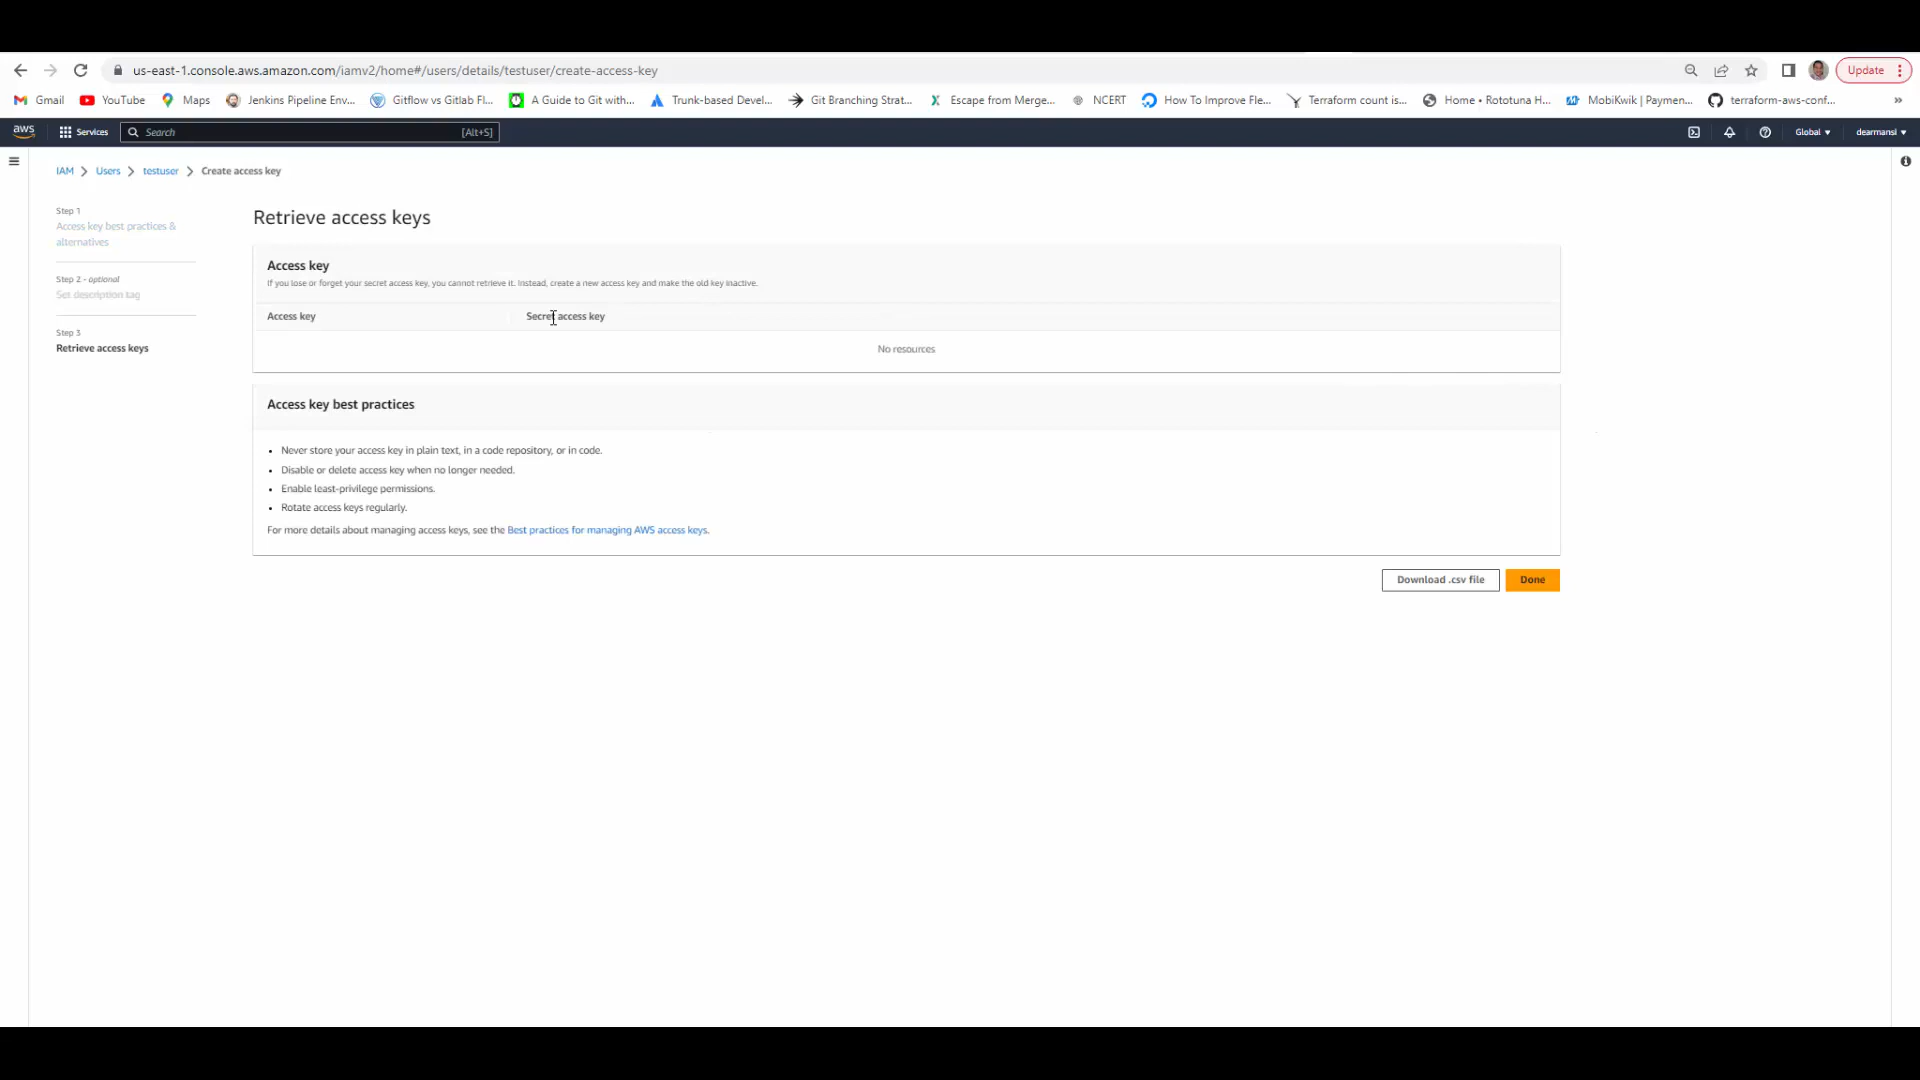 us-east-1.console.aws.amazon.com/iamv2/home#/users/details/testuser/create-access-key
Update
Gmail
YouTube
Maps
Jenkins Pipeline Env...
Gitflow vs Gitlab Fl...
A Guide to Git with...
Trunk-based Devel...
Git Branching Strat...
Escape from Merge...
NCERT
How To Improve Fle...
Terraform count is...
Home • Rototuna H...
MobiKwik | Paymen...
terraform-aws-conf...
»
aws
Services
Search
[Alt+S]
Global
dearmansi
IAM
Users
testuser
Create access key
Step 1
Access key best practices &
alternatives
Step 2 - optional
Set description tag
Step 3
Retrieve access keys
Retrieve access keys
Access key
If you lose or forget your secret access key, you cannot retrieve it. Instead, create a new access key and make the old key inactive.
Access key
Secret access key
No resources
Access key best practices
• Never store your access key in plain text, in a code repository, or in code.
• Disable or delete access key when no longer needed.
• Enable least-privilege permissions.
• Rotate access keys regularly.
For more details about managing access keys, see the Best practices for managing AWS access keys.
Download .csv file
Done